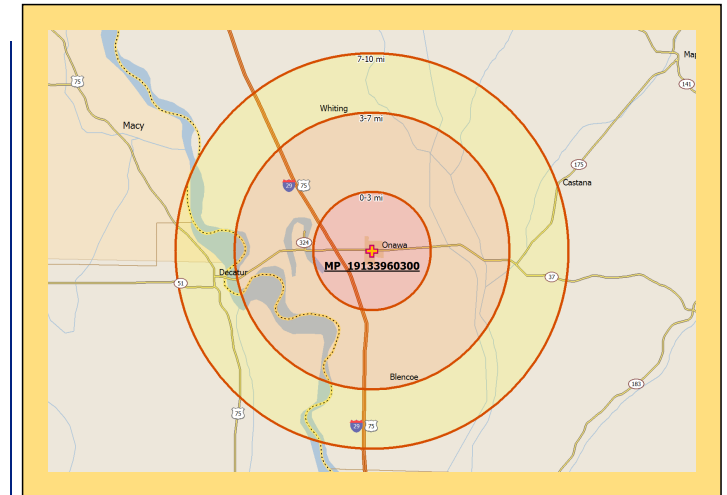 Map
7-10 mi
75
141
Whiting
3-7 mi
Macy
175
29 75
Castana
0-3 mi
324
Onawa
MP 19133960300
Decatur
37
51
Blencoe
183
75
29 75